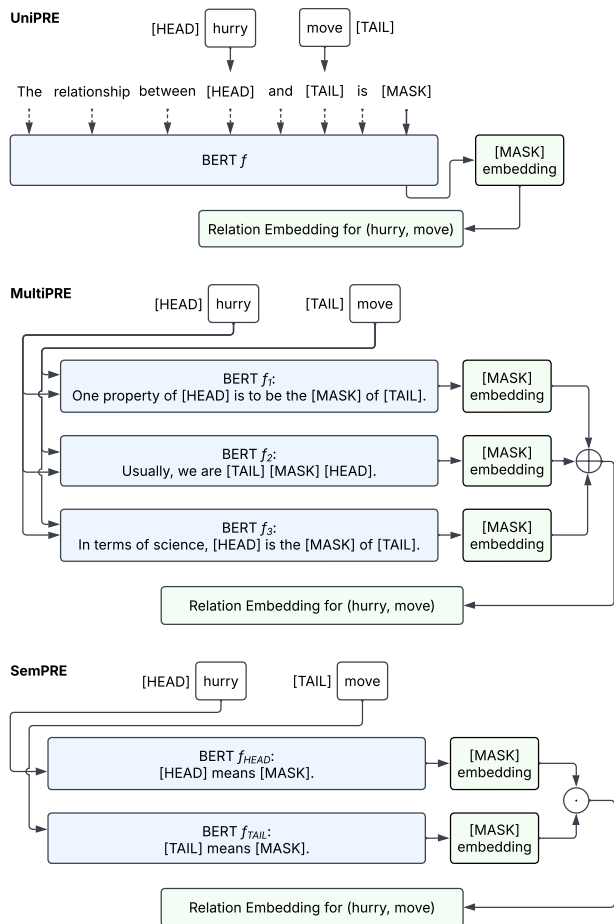 UniPRE
[HEAD] hurry move [TAIL]
The relationship between [HEAD] and [TAIL] is [MASK]
BERT f
[MASK]
embedding
Relation Embedding for (hurry, move)
MultiPRE
[HEAD] hurry [TAIL] move
BERT f1:
One property of [HEAD] is to be the [MASK] of [TAIL].
[MASK]
embedding
BERT f2:
Usually, we are [TAIL] [MASK] [HEAD].
[MASK]
embedding
BERT f3:
In terms of science, [HEAD] is the [MASK] of [TAIL].
[MASK]
embedding
Relation Embedding for (hurry, move)
SemPRE
[HEAD] hurry [TAIL] move
BERT fHEAD:
[HEAD] means [MASK].
[MASK]
embedding
BERT fTAIL:
[TAIL] means [MASK].
[MASK]
embedding
Relation Embedding for (hurry, move)